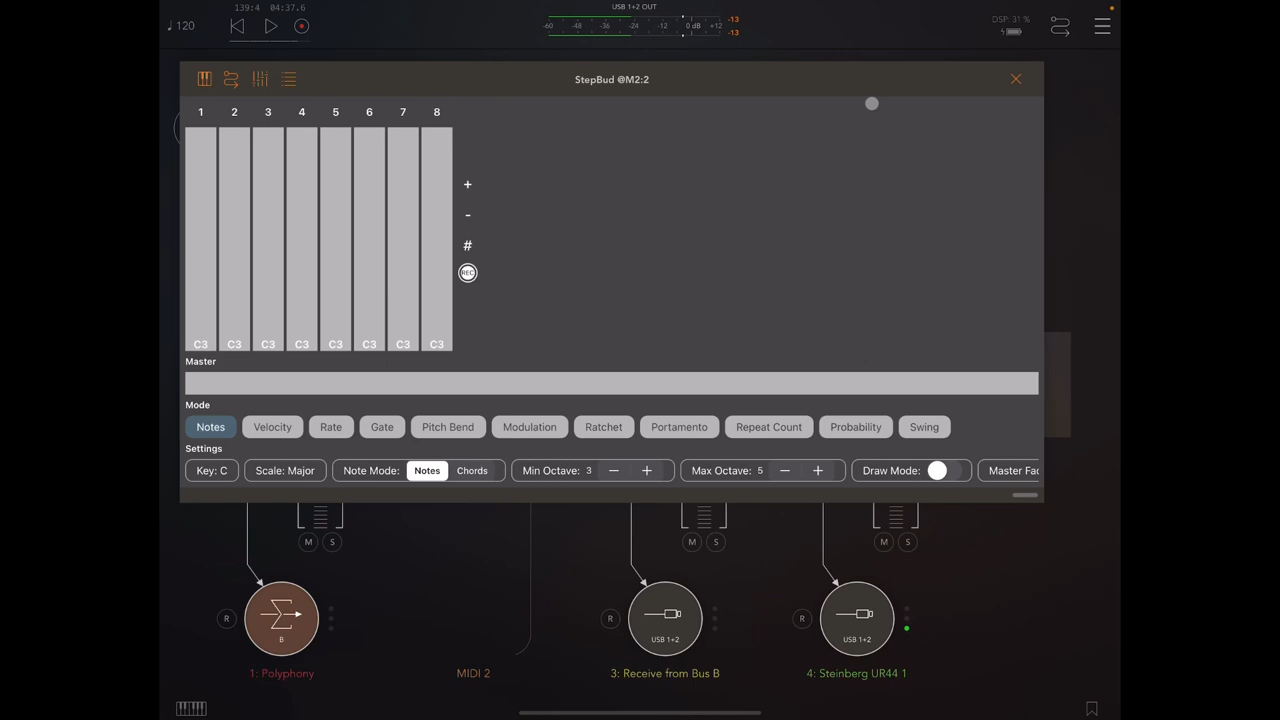 USB 1+2 OUT
139:4 04:37.6
♩ 120
-60 -48 -36 -24 -12 0 dB +12
-13
-13
DSP: 31 %
StepBud @M2:2
1 2 3 4 5 6 7 8
+
-
#
REC
C3 C3 C3 C3 C3 C3 C3 C3
Master
Mode
Notes Velocity Rate Gate Pitch Bend Modulation Ratchet Portamento Repeat Count Probability Swing
Settings
Key: C Scale: Major Note Mode: Notes Chords Min Octave: 3 - + Max Octave: 5 - + Draw Mode: Master Fad
M S M S M S
R B R USB 1+2 R USB 1+2
1: Polyphony MIDI 2 3: Receive from Bus B 4: Steinberg UR44 1